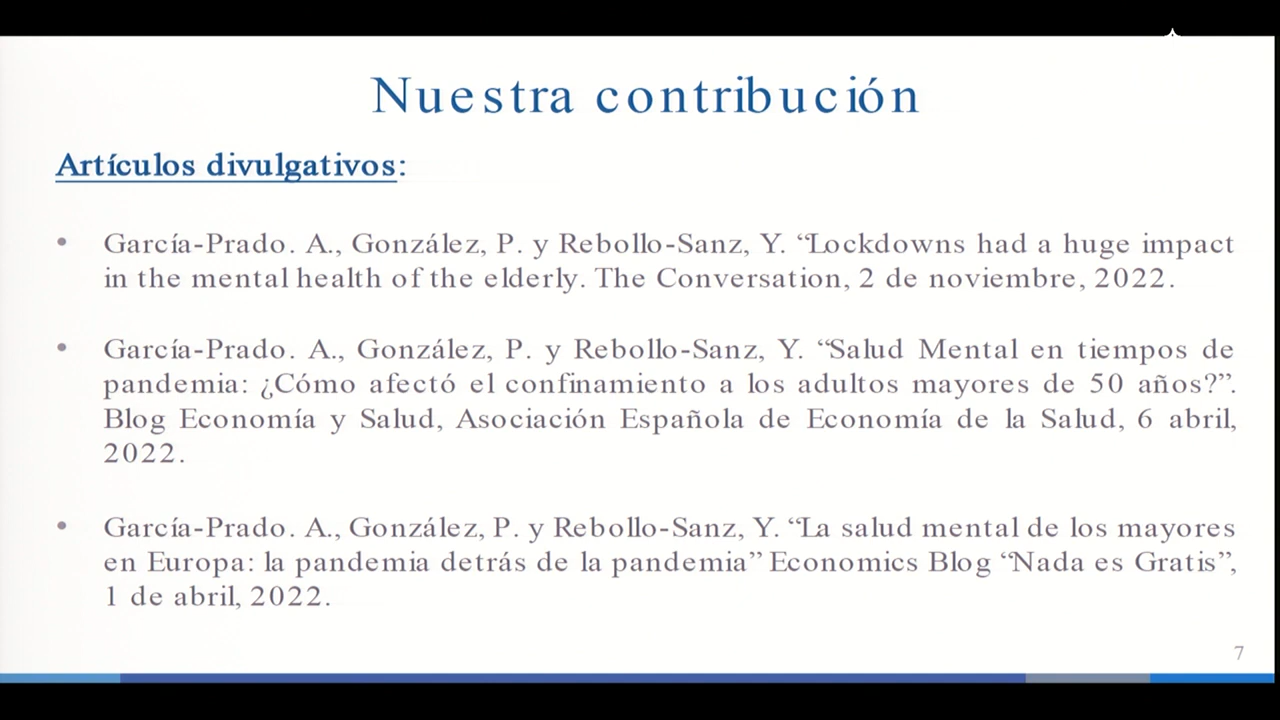 Nuestra contribución
Artículos divulgativos:
• García-Prado. A., González, P. y Rebollo-Sanz, Y. “Lockdowns had a huge impact
in the mental health of the elderly. The Conversation, 2 de noviembre, 2022.
• García-Prado. A., González, P. y Rebollo-Sanz, Y. “Salud Mental en tiempos de
pandemia: ¿Cómo afectó el confinamiento a los adultos mayores de 50 años?”.
Blog Economía y Salud, Asociación Española de Economía de la Salud, 6 abril,
2022.
• García-Prado. A., González, P. y Rebollo-Sanz, Y. “La salud mental de los mayores
en Europa: la pandemia detrás de la pandemia” Economics Blog “Nada es Gratis”,
1 de abril, 2022.
7